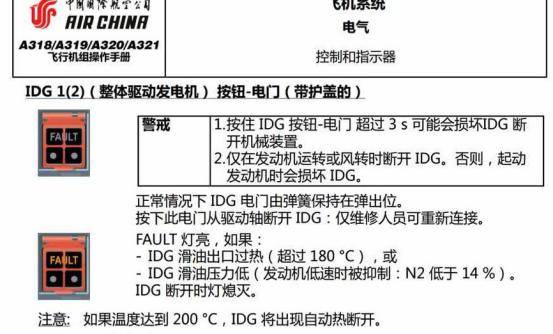 中国国际航空公司
AIR CHINA
A318/A319/A320/A321
飞行机组操作手册
飞机系统
电气
控制和指示器
IDG 1(2)（整体驱动发电机）按钮-电门（带护盖的）
FAULT
警戒
1.按住 IDG 按钮-电门 超过 3 s 可能会损坏IDG 断
开机械装置。
2.仅在发动机运转或风转时断开 IDG。否则，起动
发动机时会损坏 IDG。
正常情况下 IDG 电门由弹簧保持在弹出位。
按下此电门从驱动轴断开 IDG：仅维修人员可重新连接。
FAULT
FAULT 灯亮，如果：
- IDG 滑油出口过热（超过 180 °C），或
- IDG 滑油压力低（发动机低速时被抑制：N2 低于 14 %）。
IDG 断开时灯熄灭。
注意: 如果温度达到 200 °C，IDG 将出现自动热断开。